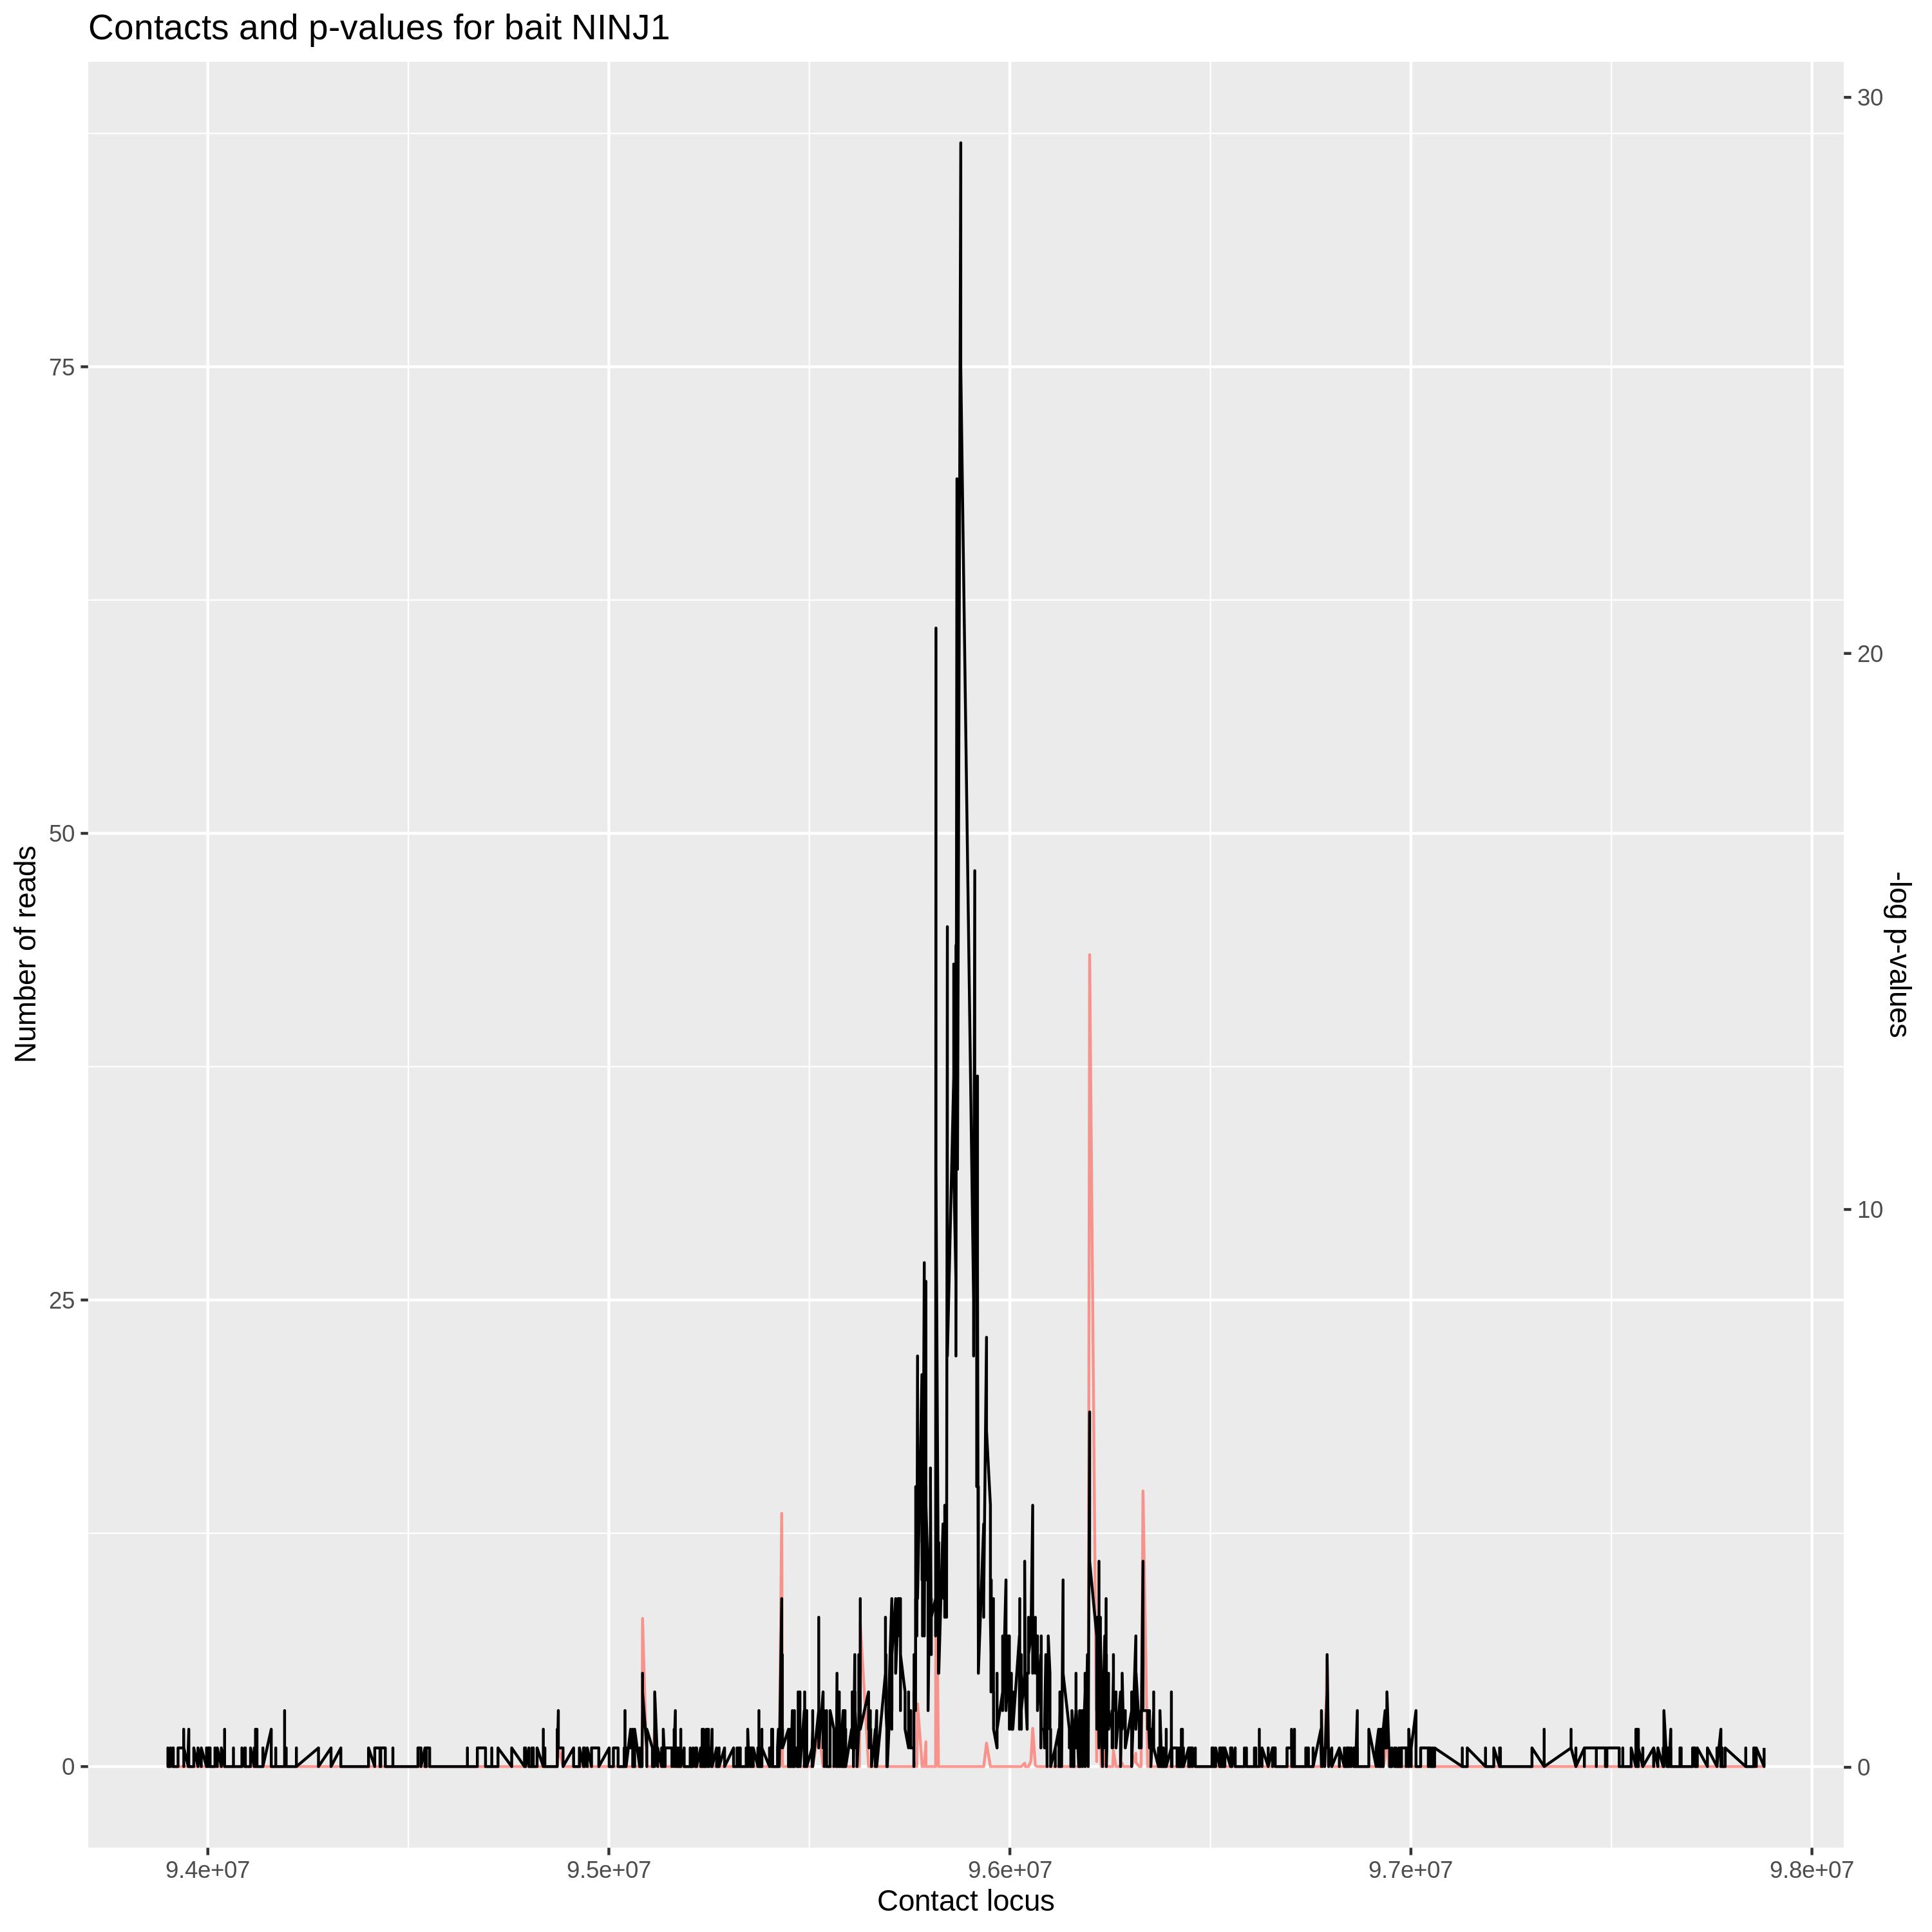 Contacts and p-values for bait NINJ1
30
75
20
50
Number of reads
-log p-values
10
25
0
0
9.4e+07 9.5e+07 9.6e+07 9.7e+07 9.8e+07
Contact locus